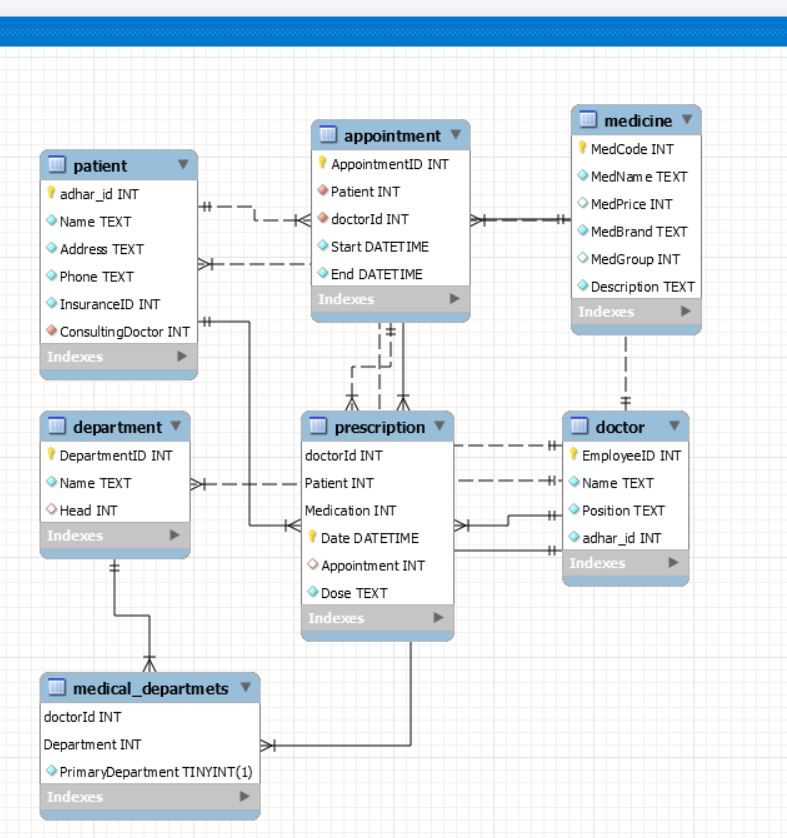 patient
adhar_id INT
Name TEXT
Address TEXT
Phone TEXT
InsuranceID INT
ConsultingDoctor INT
Indexes
appointment
AppointmentID INT
Patient INT
doctorId INT
Start DATETIME
End DATETIME
Indexes
medicine
MedCode INT
MedName TEXT
MedPrice INT
MedBrand TEXT
MedGroup INT
Description TEXT
Indexes
department
DepartmentID INT
Name TEXT
Head INT
Indexes
prescription
doctorId INT
Patient INT
Medication INT
Date DATETIME
Appointment INT
Dose TEXT
Indexes
doctor
EmployeeID INT
Name TEXT
Position TEXT
adhar_id INT
Indexes
medical_departmets
doctorId INT
Department INT
PrimaryDepartment TINYINT(1)
Indexes